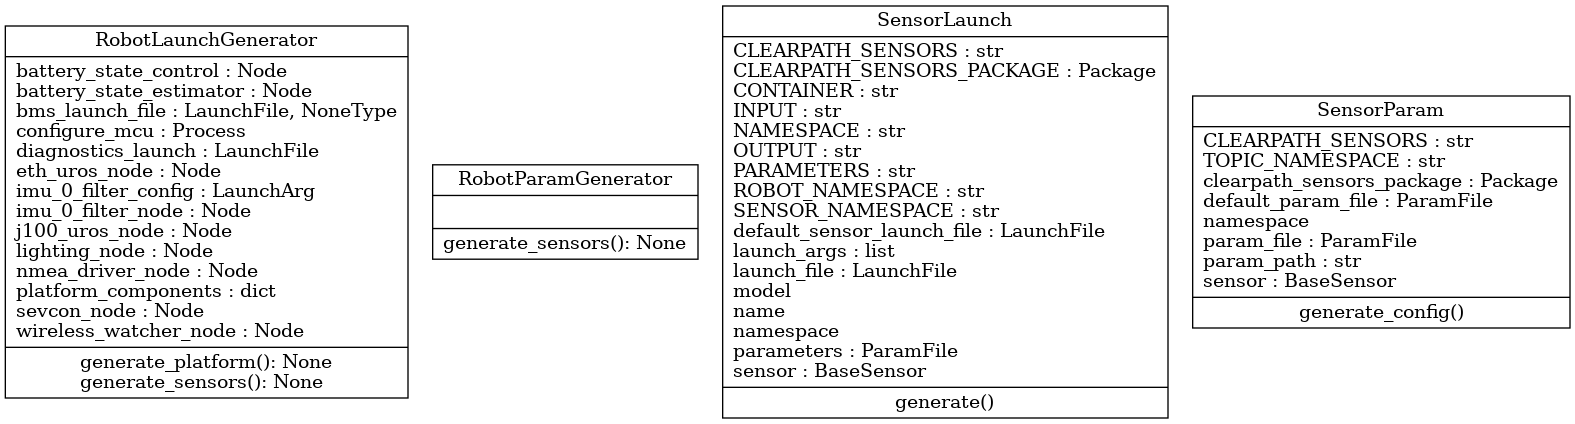 RobotLaunchGenerator
battery_state_control : Node
battery_state_estimator : Node
bms_launch_file : LaunchFile, NoneType
configure_mcu : Process
diagnostics_launch : LaunchFile
eth_uros_node : Node
imu_0_filter_config : LaunchArg
imu_0_filter_node : Node
j100_uros_node : Node
lighting_node : Node
nmea_driver_node : Node
platform_components : dict
sevcon_node : Node
wireless_watcher_node : Node
generate_platform(): None
generate_sensors(): None
RobotParamGenerator
generate_sensors(): None
SensorLaunch
CLEARPATH_SENSORS : str
CLEARPATH_SENSORS_PACKAGE : Package
CONTAINER : str
INPUT : str
NAMESPACE : str
OUTPUT : str
PARAMETERS : str
ROBOT_NAMESPACE : str
SENSOR_NAMESPACE : str
default_sensor_launch_file : LaunchFile
launch_args : list
launch_file : LaunchFile
model
name
namespace
parameters : ParamFile
sensor : BaseSensor
generate()
SensorParam
CLEARPATH_SENSORS : str
TOPIC_NAMESPACE : str
clearpath_sensors_package : Package
default_param_file : ParamFile
namespace
param_file : ParamFile
param_path : str
sensor : BaseSensor
generate_config()